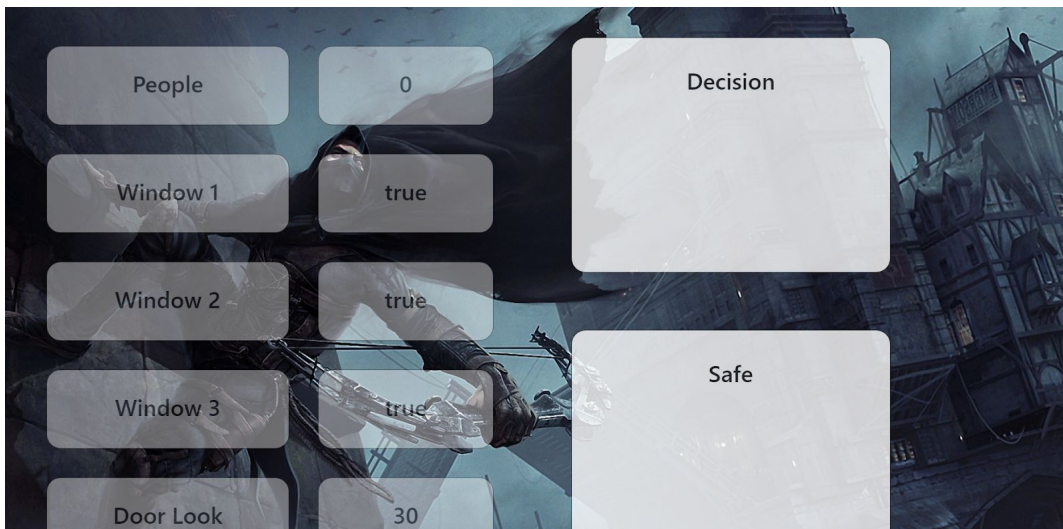 People
0
Decision
Window 1
true
Window 2
true
Window 3
true
Safe
Door Look
30